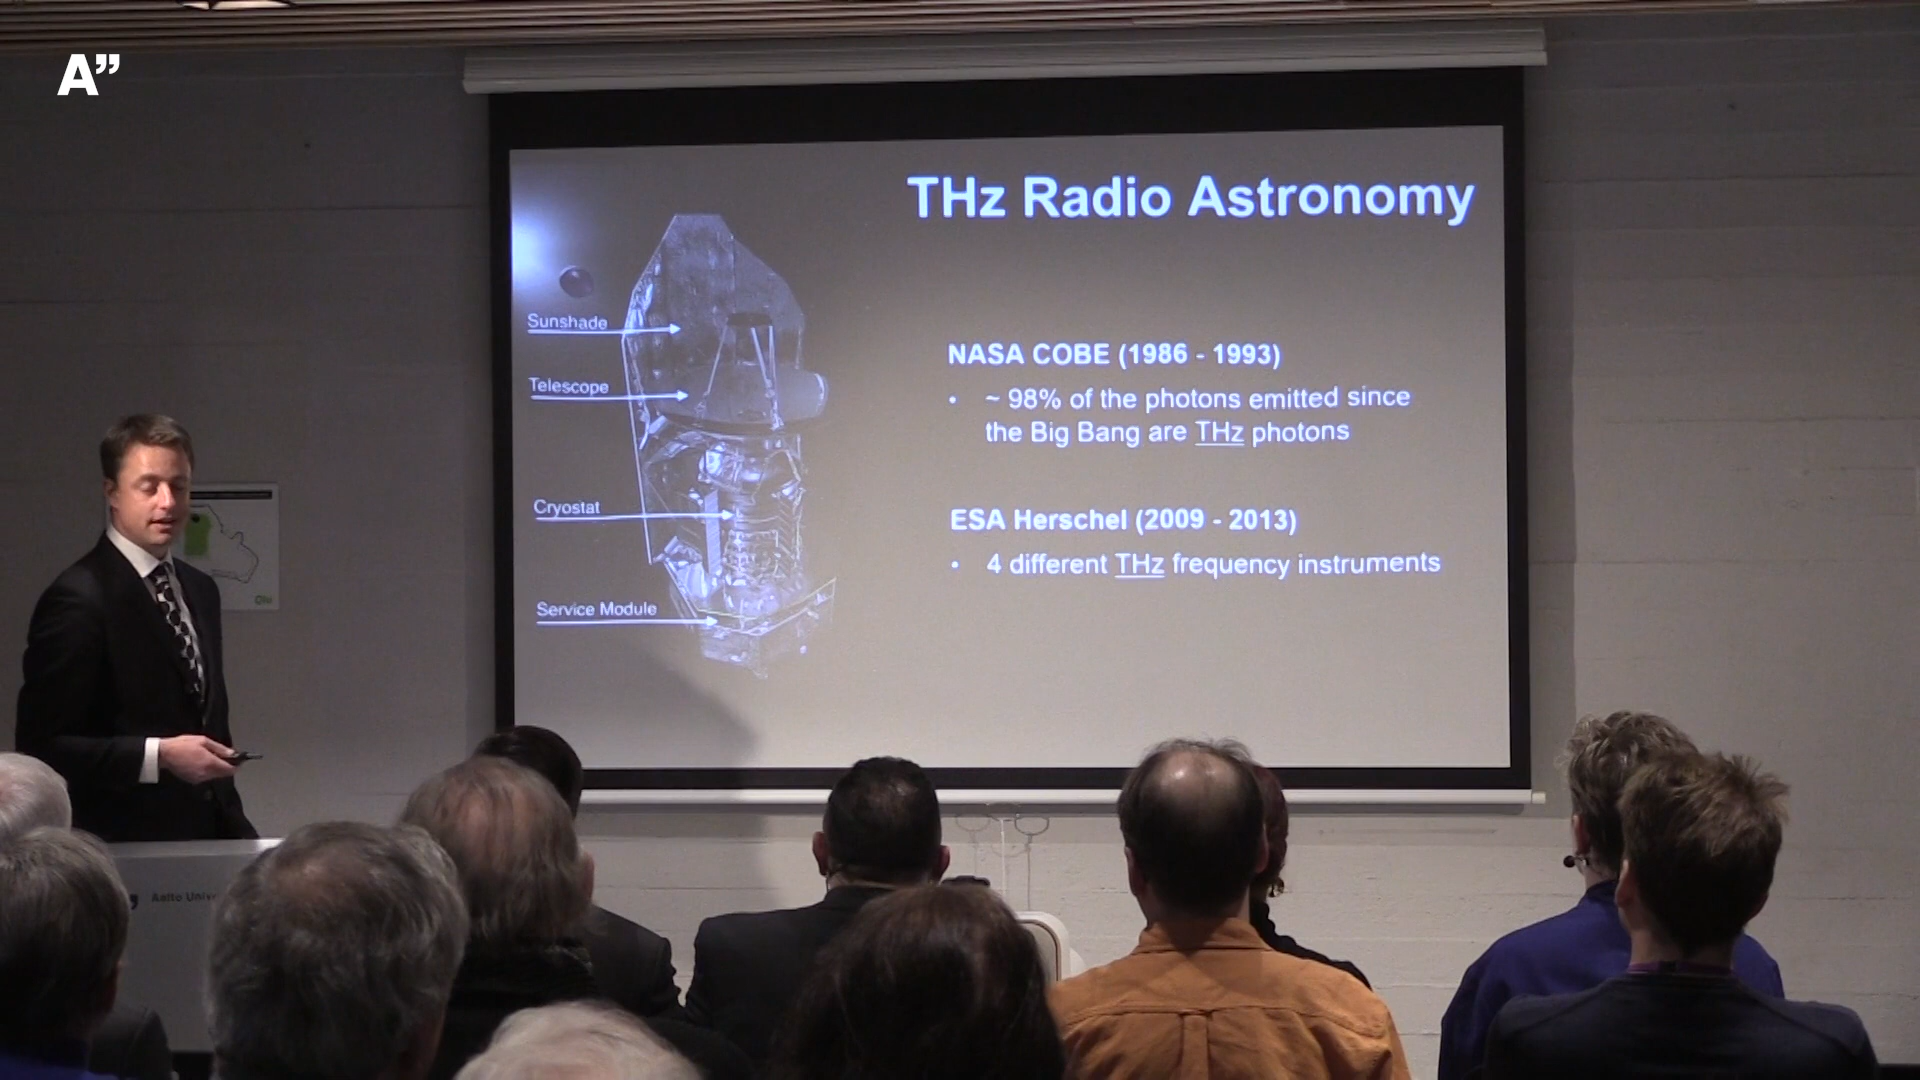 A”
THz Radio Astronomy
Sunshade
Telescope
Cryostat
Service Module
NASA COBE (1986 - 1993)
• ~ 98% of the photons emitted since
the Big Bang are THz photons
ESA Herschel (2009 - 2013)
• 4 different THz frequency instruments
Aalto